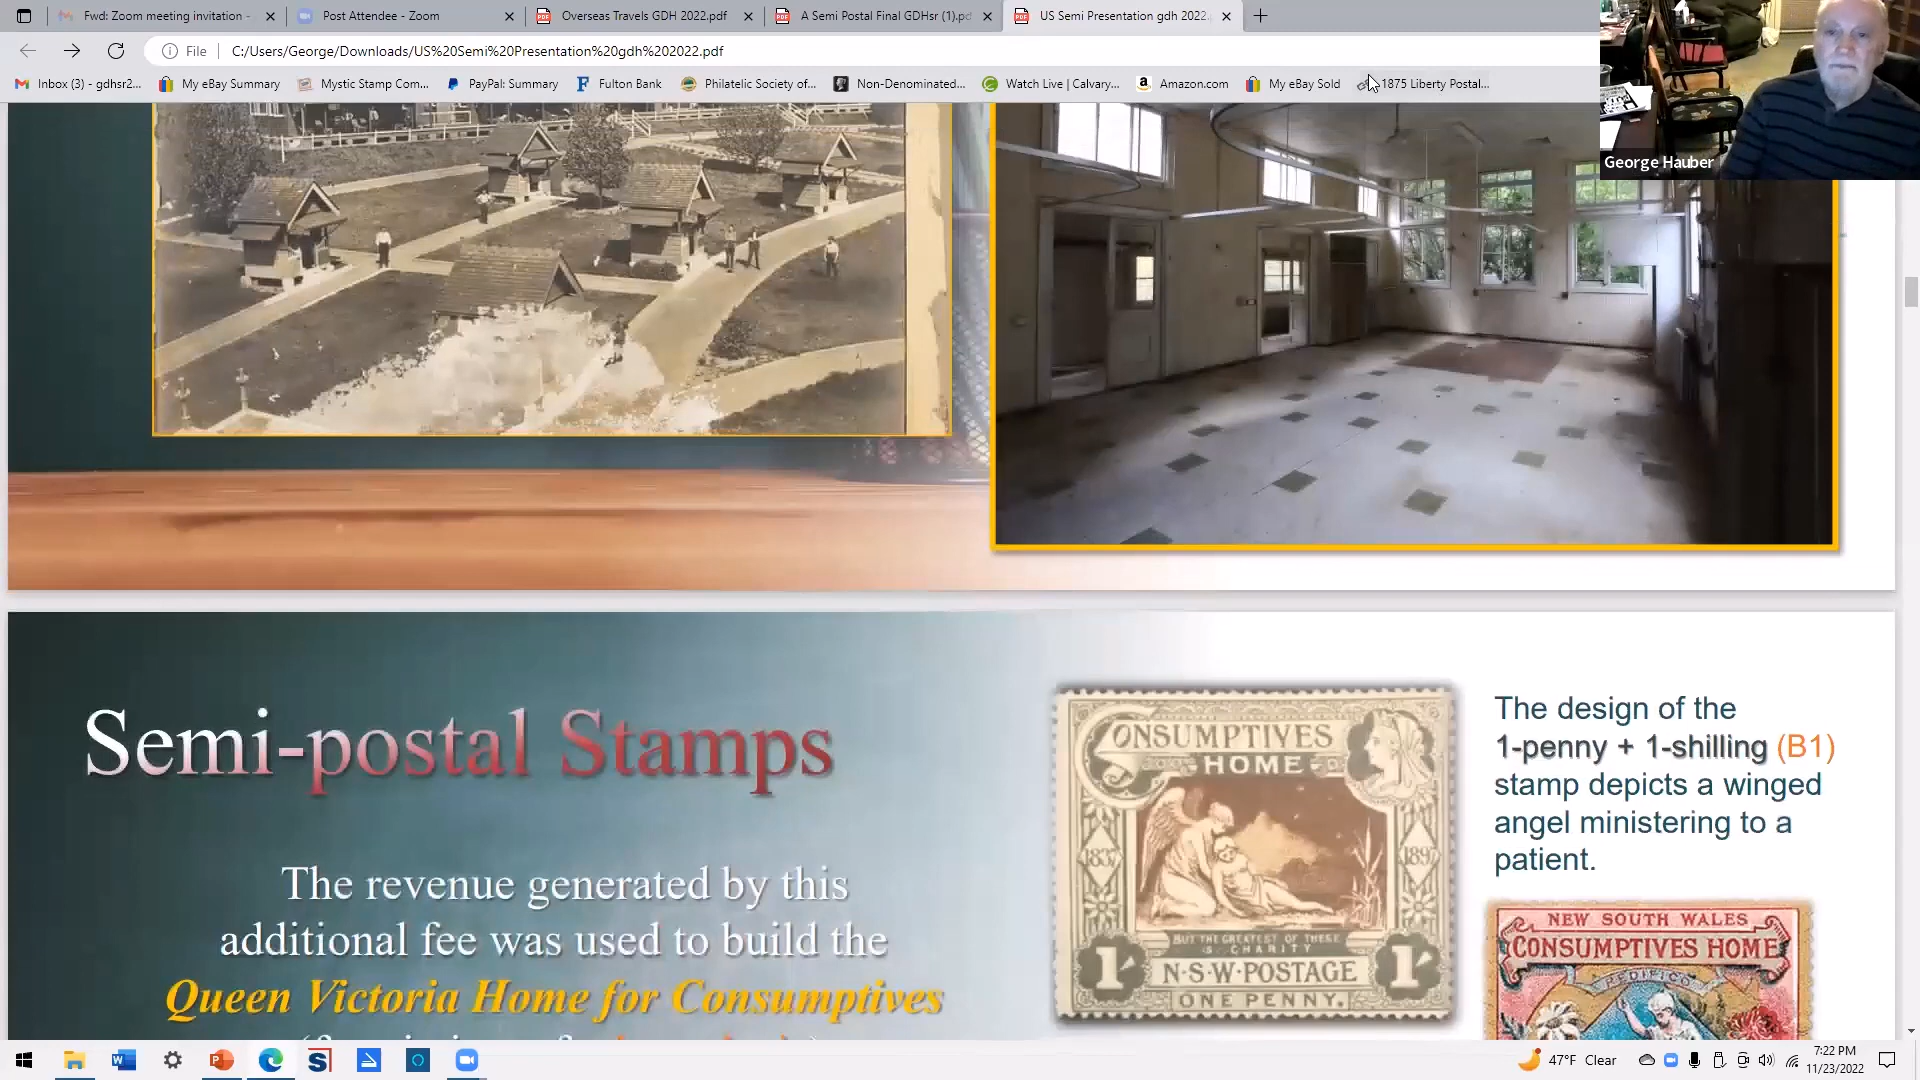 Fwd: Zoom meeting invitation -
Post Attendee - Zoom
Overseas Travels GDH 2022.pdf
A Semi Postal Final GDHsr (1).pd
US Semi Presentation gdh 2022.
File
C:/Users/George/Downloads/US%20Semi%20Presentation%20gdh%202022.pdf
Inbox (3) - gdhsr2...
My eBay Summary
Mystic Stamp Com...
PayPal: Summary
Fulton Bank
Philatelic Society of...
Non-Denominated...
Watch Live | Calvary...
Amazon.com
My eBay Sold
1875 Liberty Postal...
George Hauber
Semi-postal Stamps
The revenue generated by this
additional fee was used to build the
Queen Victoria Home for Consumptives
CONSUMPTIVES
HOME
1837
1897
BUT THE GREATEST OF THESE
IS CHARITY
1/-
N·S·W·POSTAGE
1/-
ONE PENNY.
The design of the
1-penny + 1-shilling (B1)
stamp depicts a winged
angel ministering to a
patient.
NEW SOUTH WALES
CONSUMPTIVES HOME
47°F Clear
7:22 PM
11/23/2022